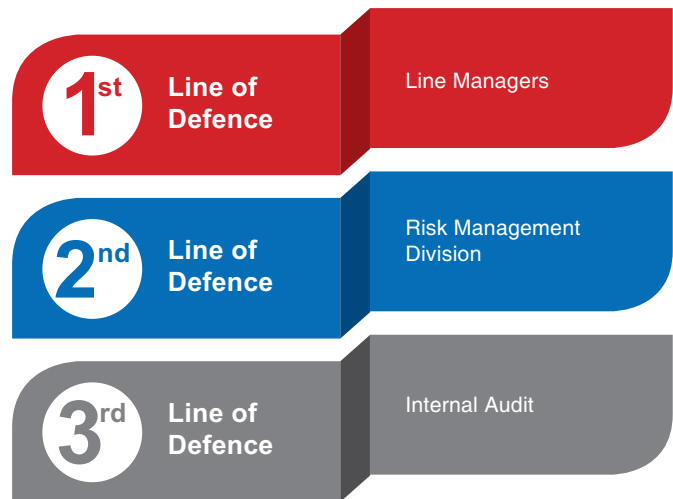 1st
Line of
Defence
Line Managers
2nd
Line of
Defence
Risk Management
Division
3rd
Line of
Defence
Internal Audit